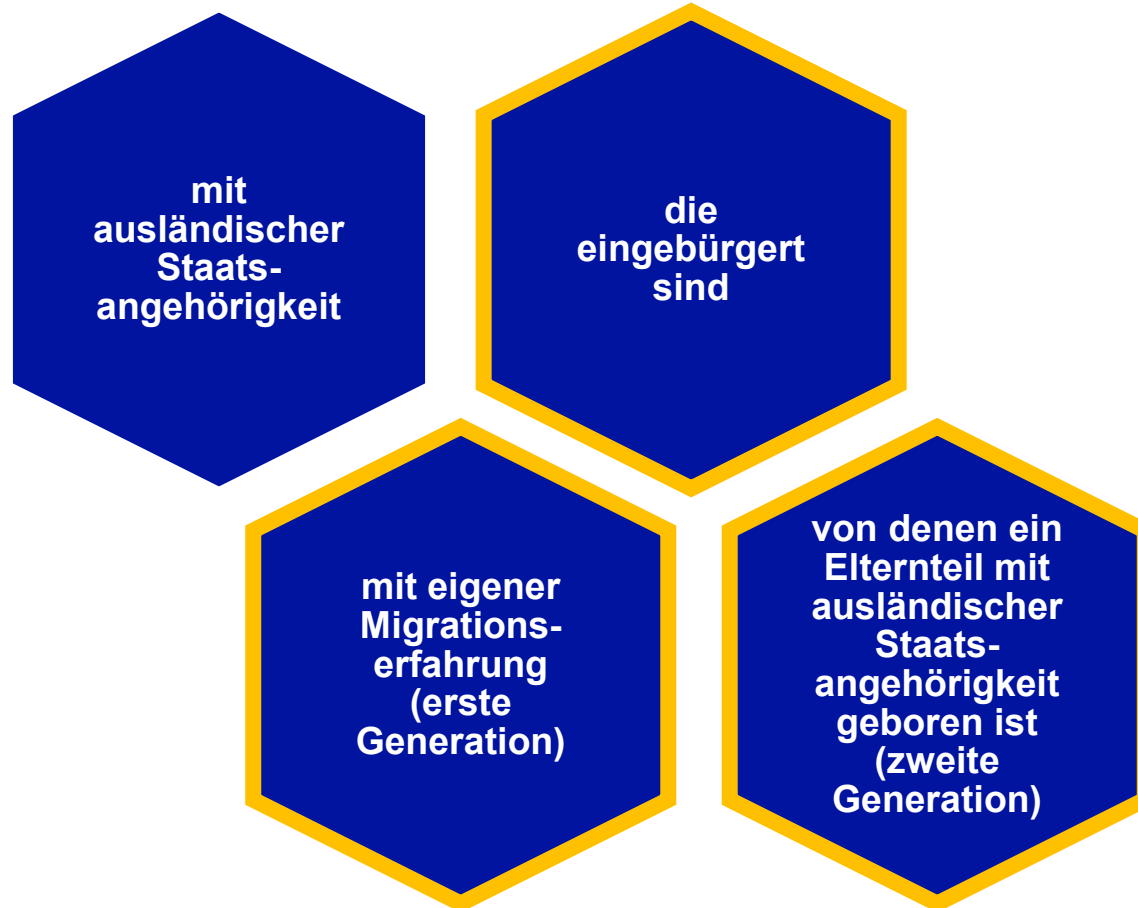 mit
ausländischer
Staats-
angehörigkeit
die
eingebürgert
sind
mit eigener
Migrations-
erfahrung
(erste
Generation)
von denen ein
Elternteil mit
ausländischer
Staats-
angehörigkeit
geboren ist
(zweite
Generation)